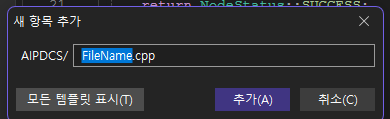 21 return NodeStatus::SUCCESS;
새 항목 추가
AIPDCS/ FileName.cpp
모든 템플릿 표시(T) 추가(A) 취소(C)